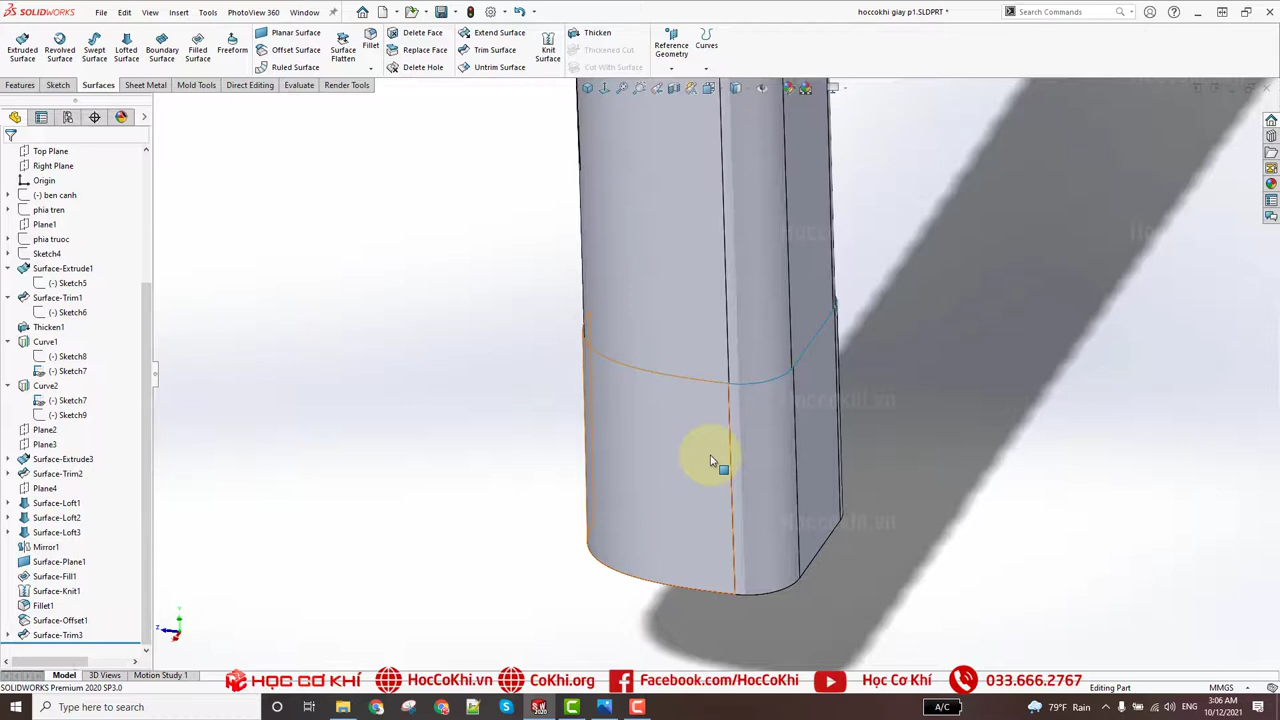 SOLIDWORKS
File Edit View Insert Tools PhotoView 360 Window
hoccokhi giay p1.SLDPRT *
Search Commands
Extruded Surface
Revolved Surface
Swept Surface
Lofted Surface
Boundary Surface
Filled Surface
Freeform
Planar Surface
Offset Surface
Ruled Surface
Surface Flatten
Fillet
Delete Face
Replace Face
Delete Hole
Extend Surface
Trim Surface
Untrim Surface
Knit Surface
Thicken
Thickened Cut
Cut With Surface
Reference Geometry
Curves
Features Sketch Surfaces Sheet Metal Mold Tools Direct Editing Evaluate Render Tools
Top Plane
Right Plane
Origin
(-) ben canh
phia tren
Plane1
phia truoc
Sketch4
Surface-Extrude1
(-) Sketch5
Surface-Trim1
(-) Sketch6
Thicken1
Curve1
(-) Sketch8
(-) Sketch7
Curve2
(-) Sketch7
(-) Sketch9
Plane2
Plane3
Surface-Extrude3
Surface-Trim2
Plane4
Surface-Loft1
Surface-Loft2
Surface-Loft3
Mirror1
Surface-Plane1
Surface-Fill1
Surface-Knit1
Fillet1
Surface-Offset1
Surface-Trim3
Y
Z
Model 3D Views Motion Study 1
HỌC CƠ KHÍ HocCoKhi.vn CoKhi.org Facebook.com/HocCoKhi Học Cơ Khí 033.666.2767
SOLIDWORKS Premium 2020 SP3.0
Editing Part
MMGS
Type here to search
A/C
79°F Rain
3:06 AM
10/12/2021